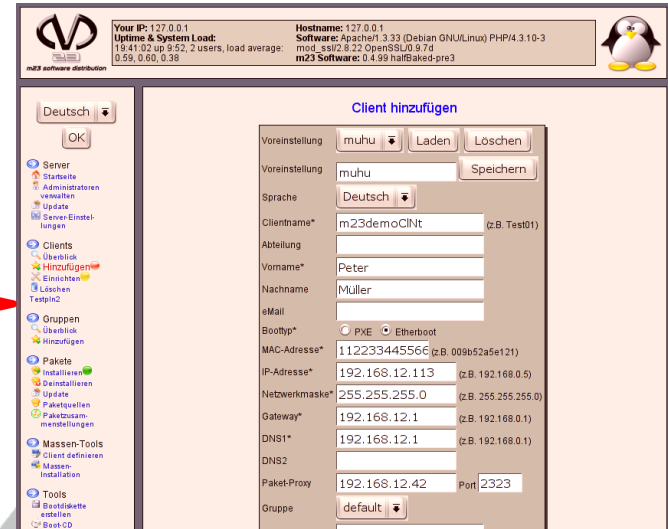 Your IP: 127.0.0.1
Uptime & System Load:
19:41:02 up 9:52, 2 users, load average:
0.59, 0.60, 0.38
Hostname: 127.0.0.1
Software: Apache/1.3.33 (Debian GNU/Linux) PHP/4.3.10-3
mod_ssl/2.8.22 OpenSSL/0.9.7d
m23 Software: 0.4.99 halfBaked-pre3
m23 software distribution
Deutsch
OK
Server
Startseite
Administratoren
verwalten
Update
Server-Einstel-
lungen
Clients
Überblick
Hinzufügen
Einrichten
Löschen
Testpln2
Gruppen
Überblick
Hinzufügen
Pakete
Installieren
Deinstallieren
Update
Paketquellen
Paketzusam-
menstellungen
Massen-Tools
Client definieren
Massen-
Installation
Tools
Bootdiskette
erstellen
Boot-CD
Client hinzufügen
Voreinstellung muhu Laden Löschen
Voreinstellung muhu Speichern
Sprache Deutsch
Clientname* m23demoClNt (z.B. Test01)
Abteilung
Vorname* Peter
Nachname Müller
eMail
Boottyp* PXE Etherboot
MAC-Adresse* 112233445566 (z.B. 009b52a5e121)
IP-Adresse* 192.168.12.113 (z.B. 192.168.0.5)
Netzwerkmaske* 255.255.255.0 (z.B. 255.255.255.0)
Gateway* 192.168.12.1 (z.B. 192.168.0.1)
DNS1* 192.168.12.1 (z.B. 192.168.0.1)
DNS2
Paket-Proxy 192.168.12.42 Port 2323
Gruppe default